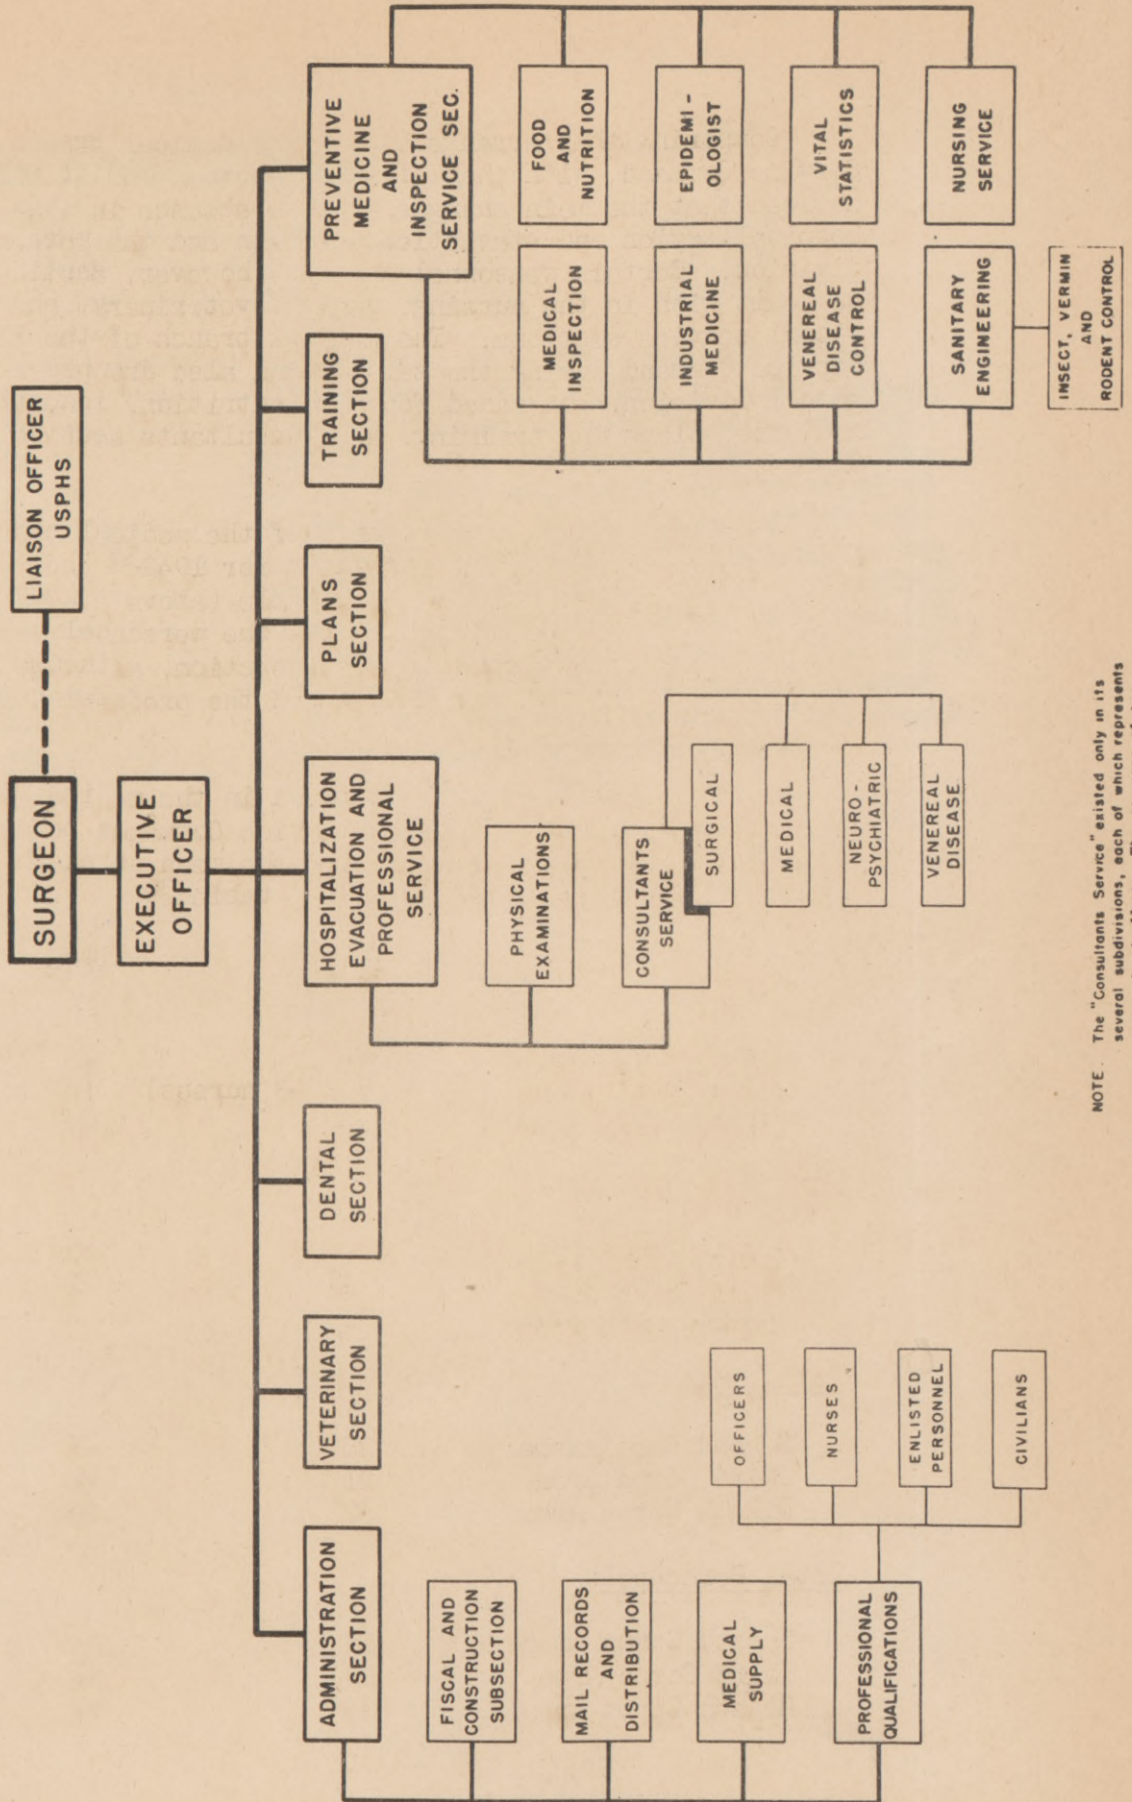 SURGEON
LIAISON OFFICER
USPHS
EXECUTIVE
OFFICER
ADMINISTRATION
SECTION
VETERINARY
SECTION
DENTAL
SECTION
HOSPITALIZATION
EVACUATION AND
PROFESSIONAL
SERVICE
PLANS
SECTION
TRAINING
SECTION
PREVENTIVE
MEDICINE
AND
INSPECTION
SERVICE SEC.
FISCAL AND
CONSTRUCTION
SUBSECTION
MAIL RECORDS
AND
DISTRIBUTION
MEDICAL
SUPPLY
PROFESSIONAL
QUALIFICATIONS
OFFICERS
NURSES
ENLISTED
PERSONNEL
CIVILIANS
PHYSICAL
EXAMINATIONS
CONSULTANTS
SERVICE
SURGICAL
MEDICAL
NEURO-
PSYCHIATRIC
VENEREAL
DISEASE
MEDICAL
INSPECTION
INDUSTRIAL
MEDICINE
VENEREAL
DISEASE
CONTROL
SANITARY
ENGINEERING
INSECT, VERMIN
AND
RODENT CONTROL
FOOD
AND
NUTRITION
EPIDEMI-
OLOGIST
VITAL
STATISTICS
NURSING
SERVICE
NOTE. The "Consultants Service" existed only in its
several subdivisions, each of which represents